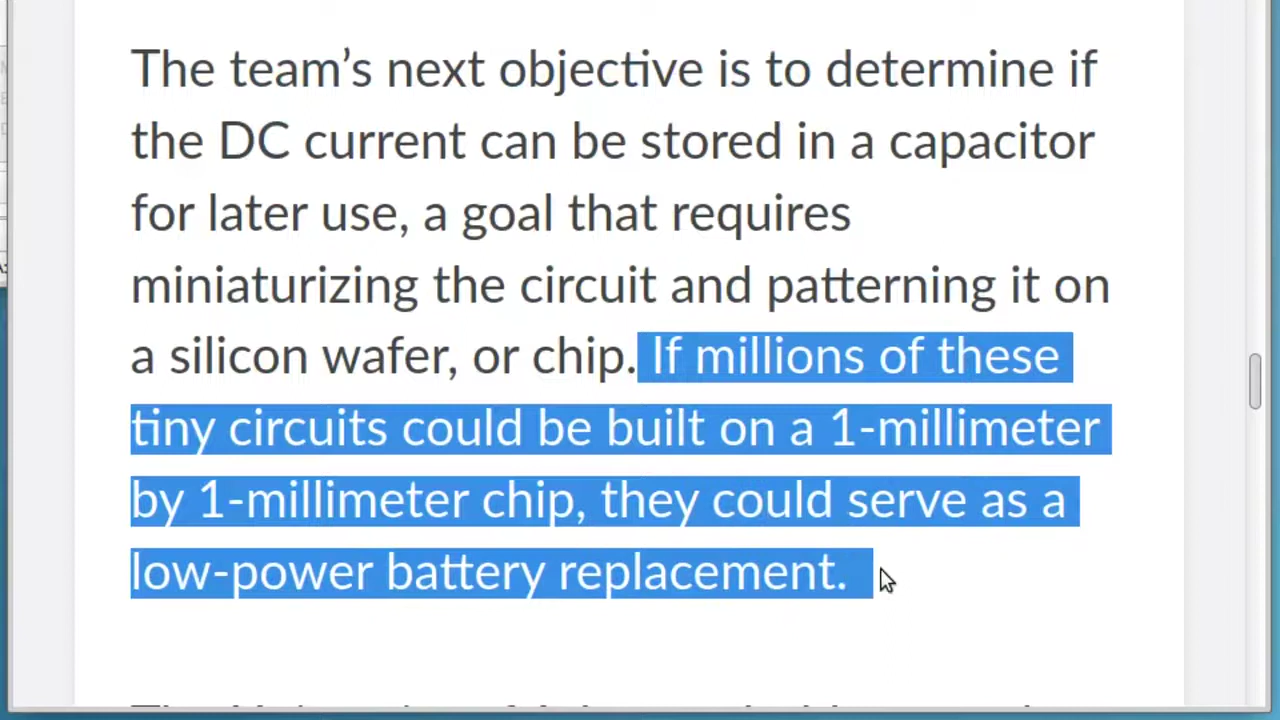 The team’s next objective is to determine if
the DC current can be stored in a capacitor
for later use, a goal that requires
miniaturizing the circuit and patterning it on
a silicon wafer, or chip. If millions of these
tiny circuits could be built on a 1-millimeter
by 1-millimeter chip, they could serve as a
low-power battery replacement.